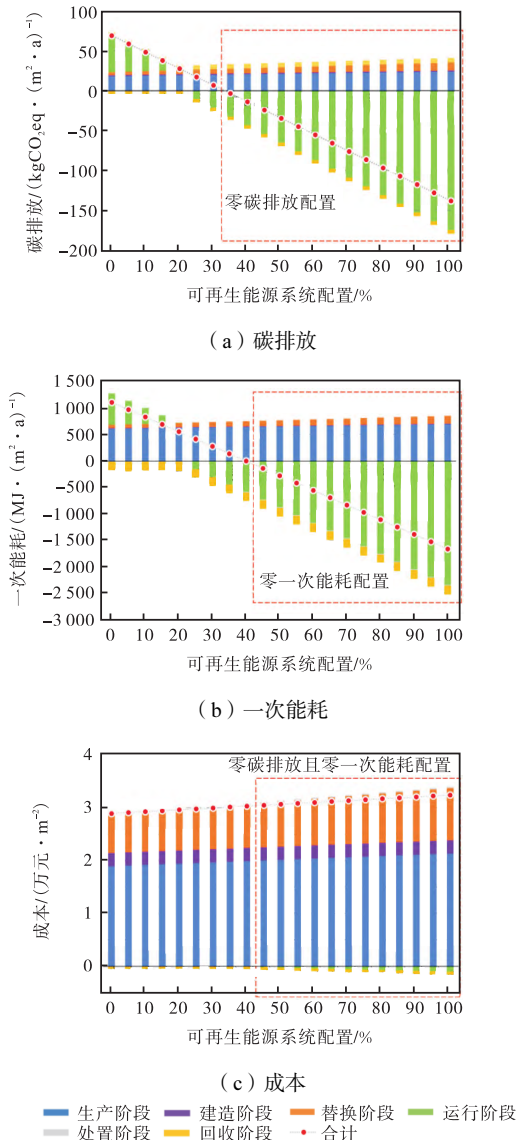 100
50
0
−50
−100
−150
−200
碳排放/(kgCO₂eq·(m²·a)⁻¹)
零碳排放配置
0 10 20 30 40 50 60 70 80 90 100
可再生能源系统配置/%
(a)碳排放
1 500
1 000
500
0
−500
−1 000
−1 500
−2 000
−2 500
−3 000
一次能耗/(MJ·(m²·a)⁻¹)
零一次能耗配置
0 10 20 30 40 50 60 70 80 90 100
可再生能源系统配置/%
(b)一次能耗
4
3
2
1
0
成本/(万元·m⁻²)
零碳排放且零一次能耗配置
0 10 20 30 40 50 60 70 80 90 100
可再生能源系统配置/%
(c)成本
生产阶段 建造阶段 替换阶段 运行阶段
处置阶段 回收阶段 合计